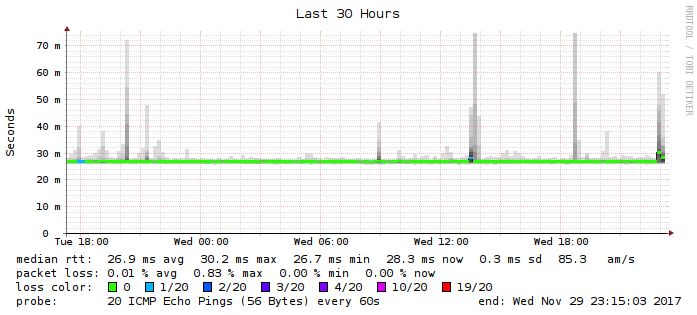 Last 30 Hours
RRDTOOL / TOBI OETIKER
Seconds
70 m
60 m
50 m
40 m
30 m
20 m
10 m
0
Tue 18:00 Wed 00:00 Wed 06:00 Wed 12:00 Wed 18:00
median rtt: 26.9 ms avg 30.2 ms max 26.7 ms min 28.3 ms now 0.3 ms sd 85.3 am/s
packet loss: 0.01 % avg 0.83 % max 0.00 % min 0.00 % now
loss color: 0 1/20 2/20 3/20 4/20 10/20 19/20
probe: 20 ICMP Echo Pings (56 Bytes) every 60s end: Wed Nov 29 23:15:03 2017